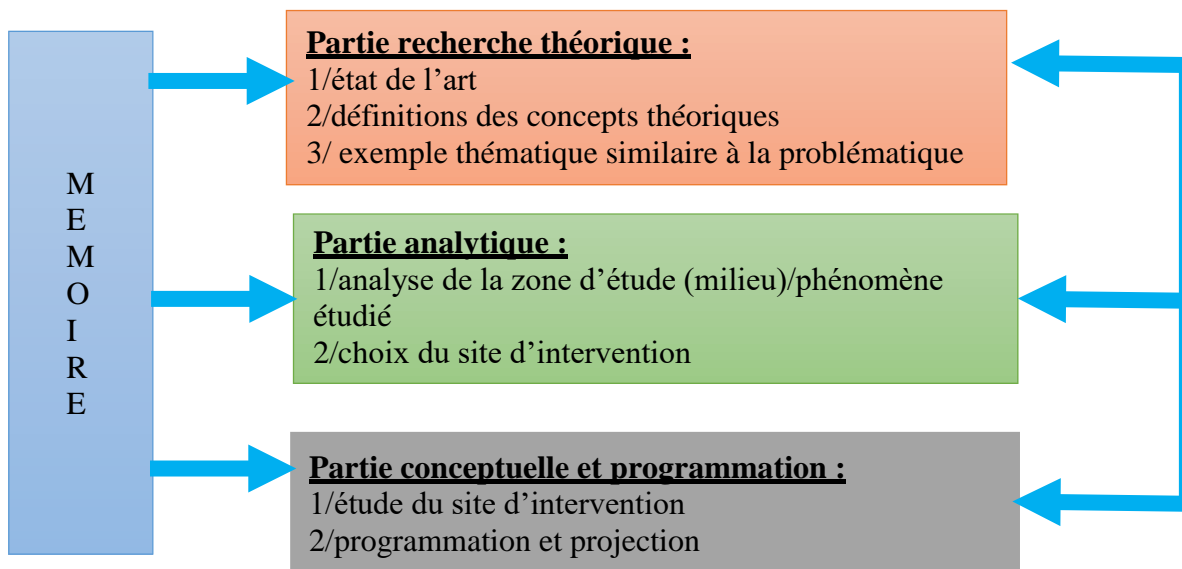 MEMOIRE
Partie recherche théorique :
1/état de l’art
2/définitions des concepts théoriques
3/ exemple thématique similaire à la problématique
Partie analytique :
1/analyse de la zone d’étude (milieu)/phénomène
étudié
2/choix du site d’intervention
Partie conceptuelle et programmation :
1/étude du site d’intervention
2/programmation et projection